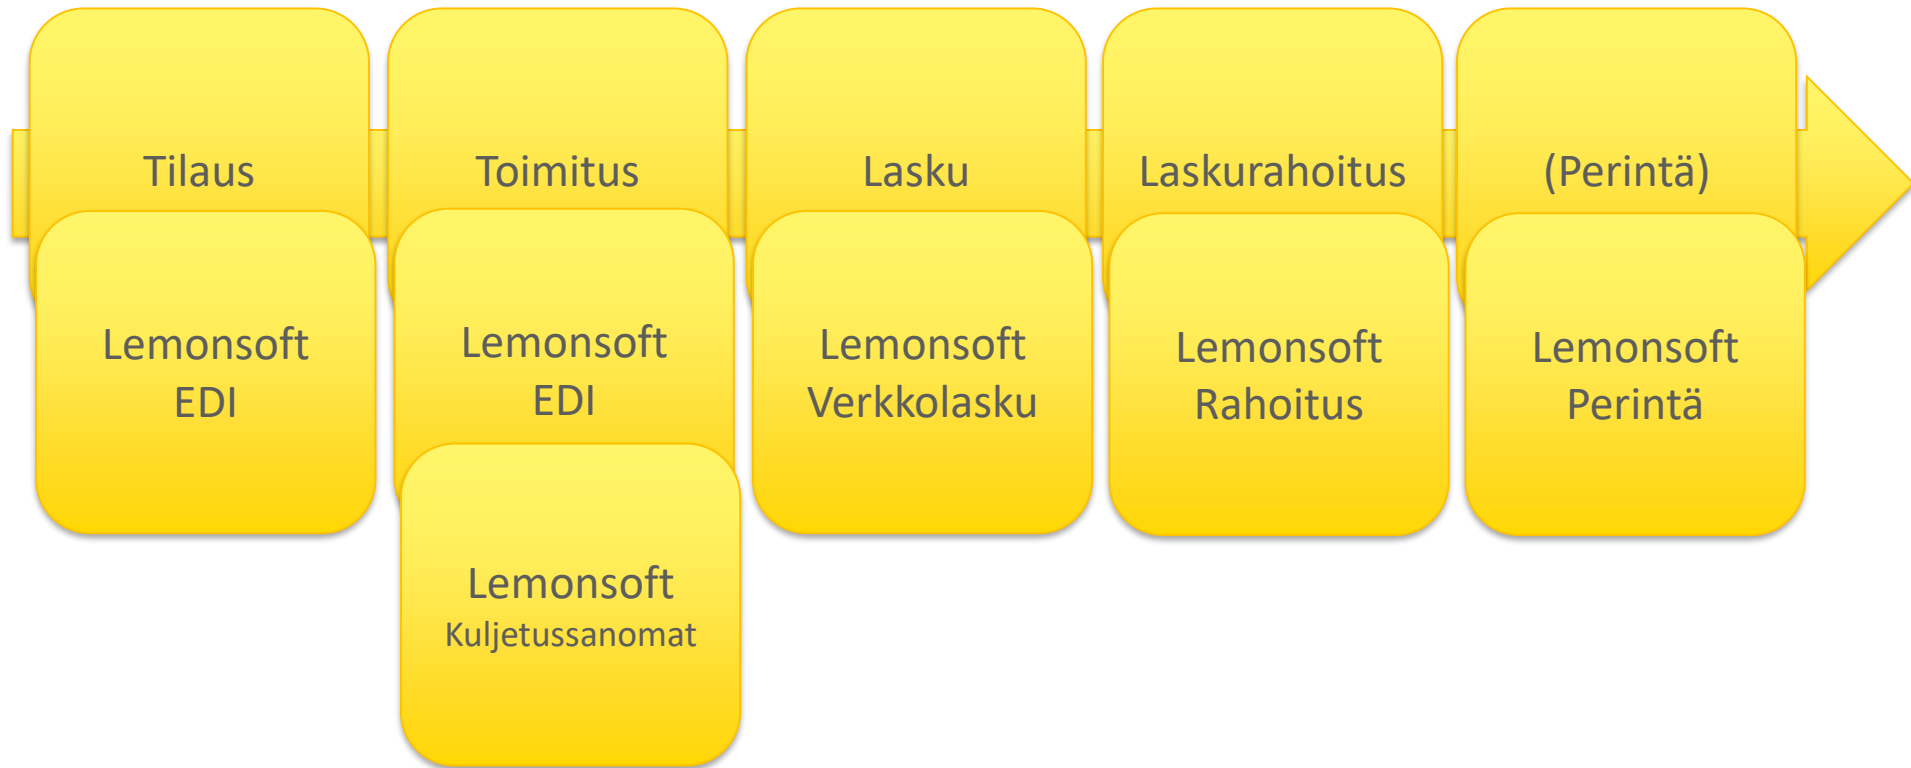 Tilaus
Toimitus
Lasku
Laskurahoitus
(Perintä)
Lemonsoft
EDI
Lemonsoft
EDI
Lemonsoft
Verkkolasku
Lemonsoft
Rahoitus
Lemonsoft
Perintä
Lemonsoft
Kuljetussanomat